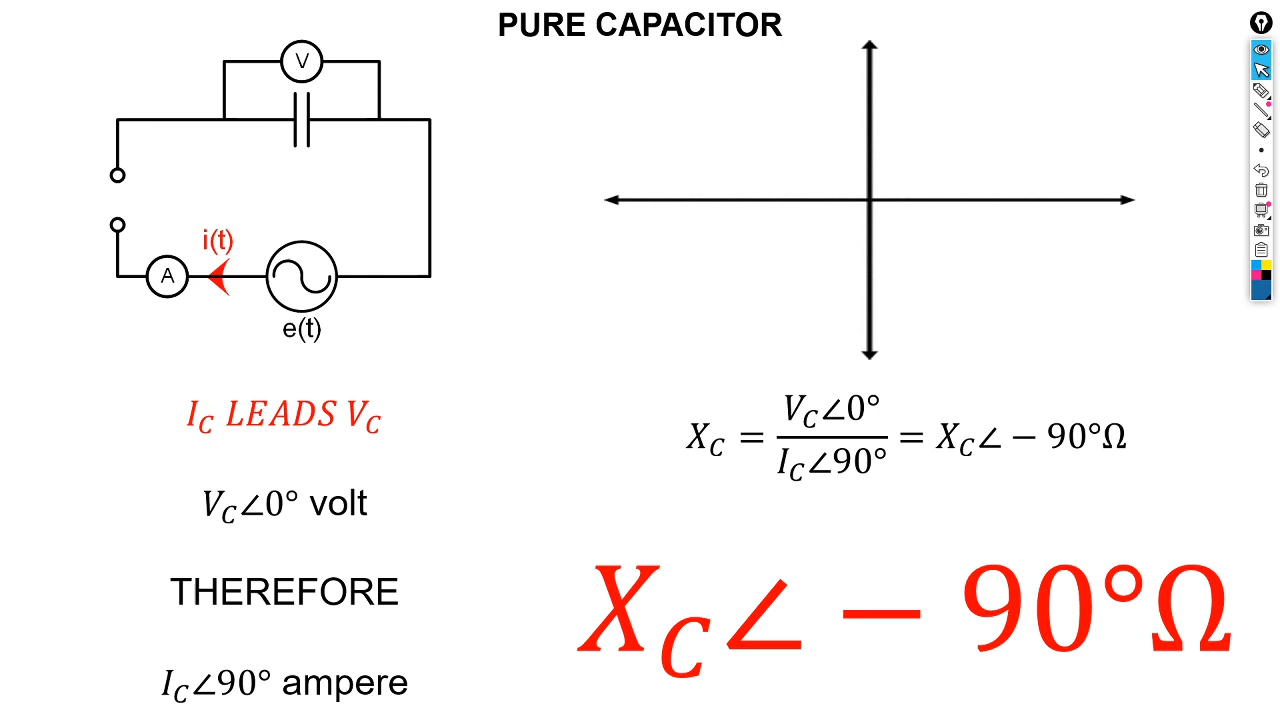 PURE CAPACITOR
V
i(t)
A
e(t)
I_C LEADS V_C
V_C∠0° volt
THEREFORE
I_C∠90° ampere
X_C = V_C∠0° / I_C∠90° = X_C∠ − 90°Ω
X_C∠ − 90°Ω